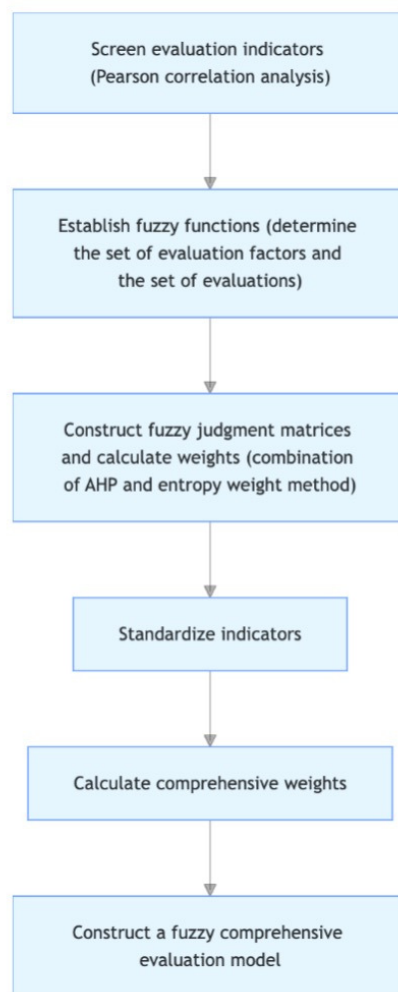 Screen evaluation indicators
(Pearson correlation analysis)
Establish fuzzy functions (determine
the set of evaluation factors and
the set of evaluations)
Construct fuzzy judgment matrices
and calculate weights (combination
of AHP and entropy weight method)
Standardize indicators
Calculate comprehensive weights
Construct a fuzzy comprehensive
evaluation model